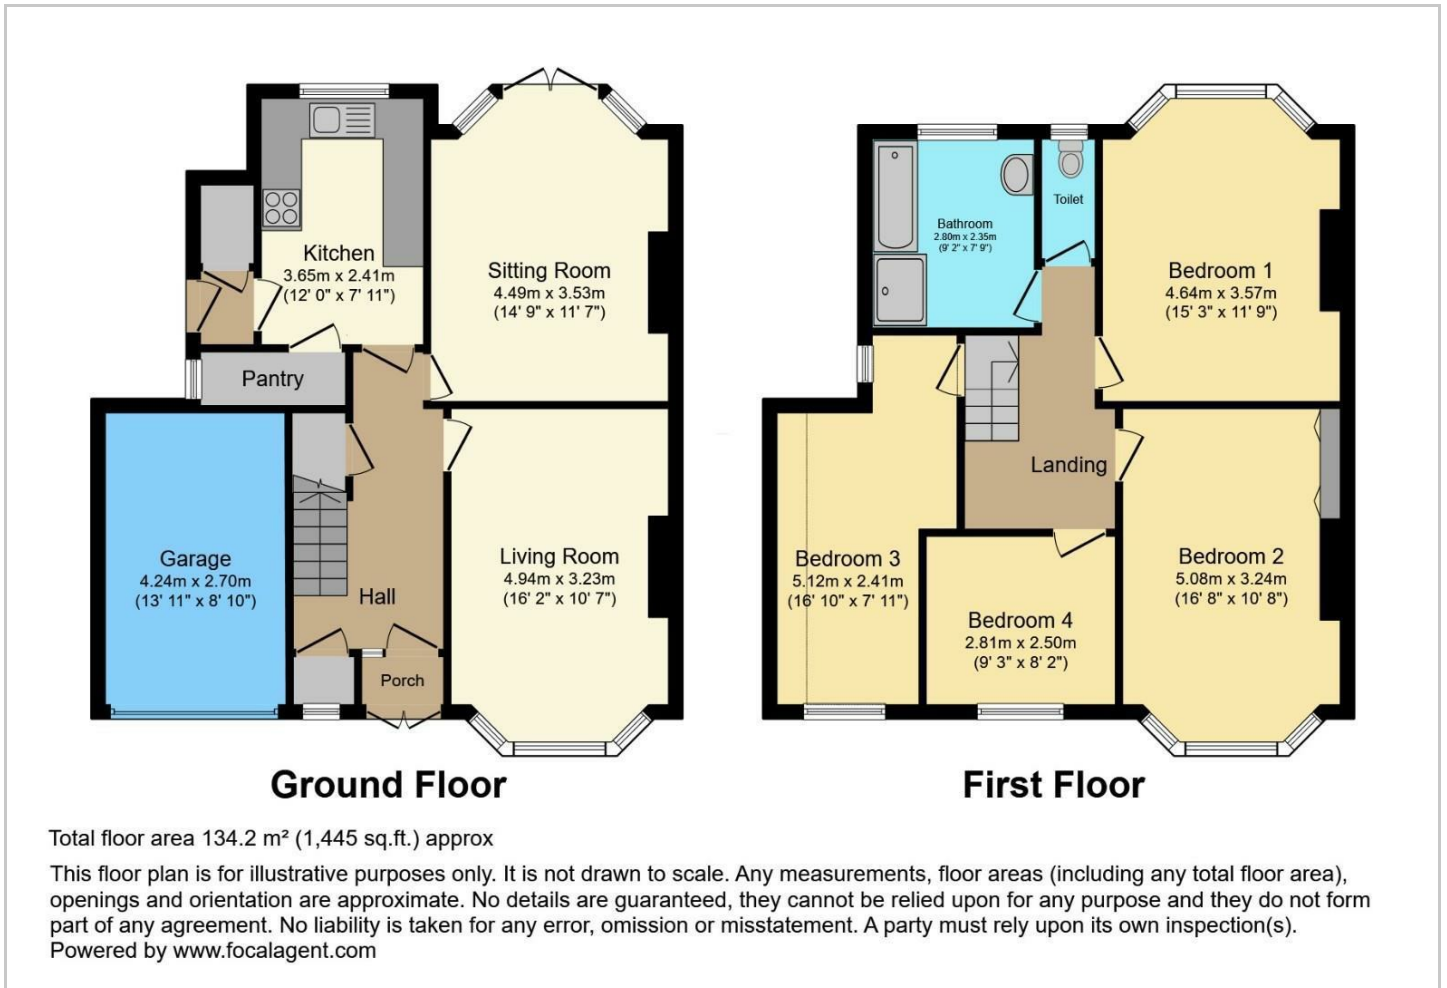 Kitchen
3.65m x 2.41m
(12' 0" x 7' 11")
Sitting Room
4.49m x 3.53m
(14' 9" x 11' 7")
Pantry
Garage
4.24m x 2.70m
(13' 11" x 8' 10")
Hall
Living Room
4.94m x 3.23m
(16' 2" x 10' 7")
Porch
Ground Floor
Bathroom
2.80m x 2.35m
(9' 2" x 7' 9")
Toilet
Bedroom 1
4.64m x 3.57m
(15' 3" x 11' 9")
Landing
Bedroom 3
5.12m x 2.41m
(16' 10" x 7' 11")
Bedroom 4
2.81m x 2.50m
(9' 3" x 8' 2")
Bedroom 2
5.08m x 3.24m
(16' 8" x 10' 8")
First Floor
Total floor area 134.2 m² (1,445 sq.ft.) approx
This floor plan is for illustrative purposes only. It is not drawn to scale. Any measurements, floor areas (including any total floor area),
openings and orientation are approximate. No details are guaranteed, they cannot be relied upon for any purpose and they do not form
part of any agreement. No liability is taken for any error, omission or misstatement. A party must rely upon its own inspection(s).
Powered by www.focalagent.com